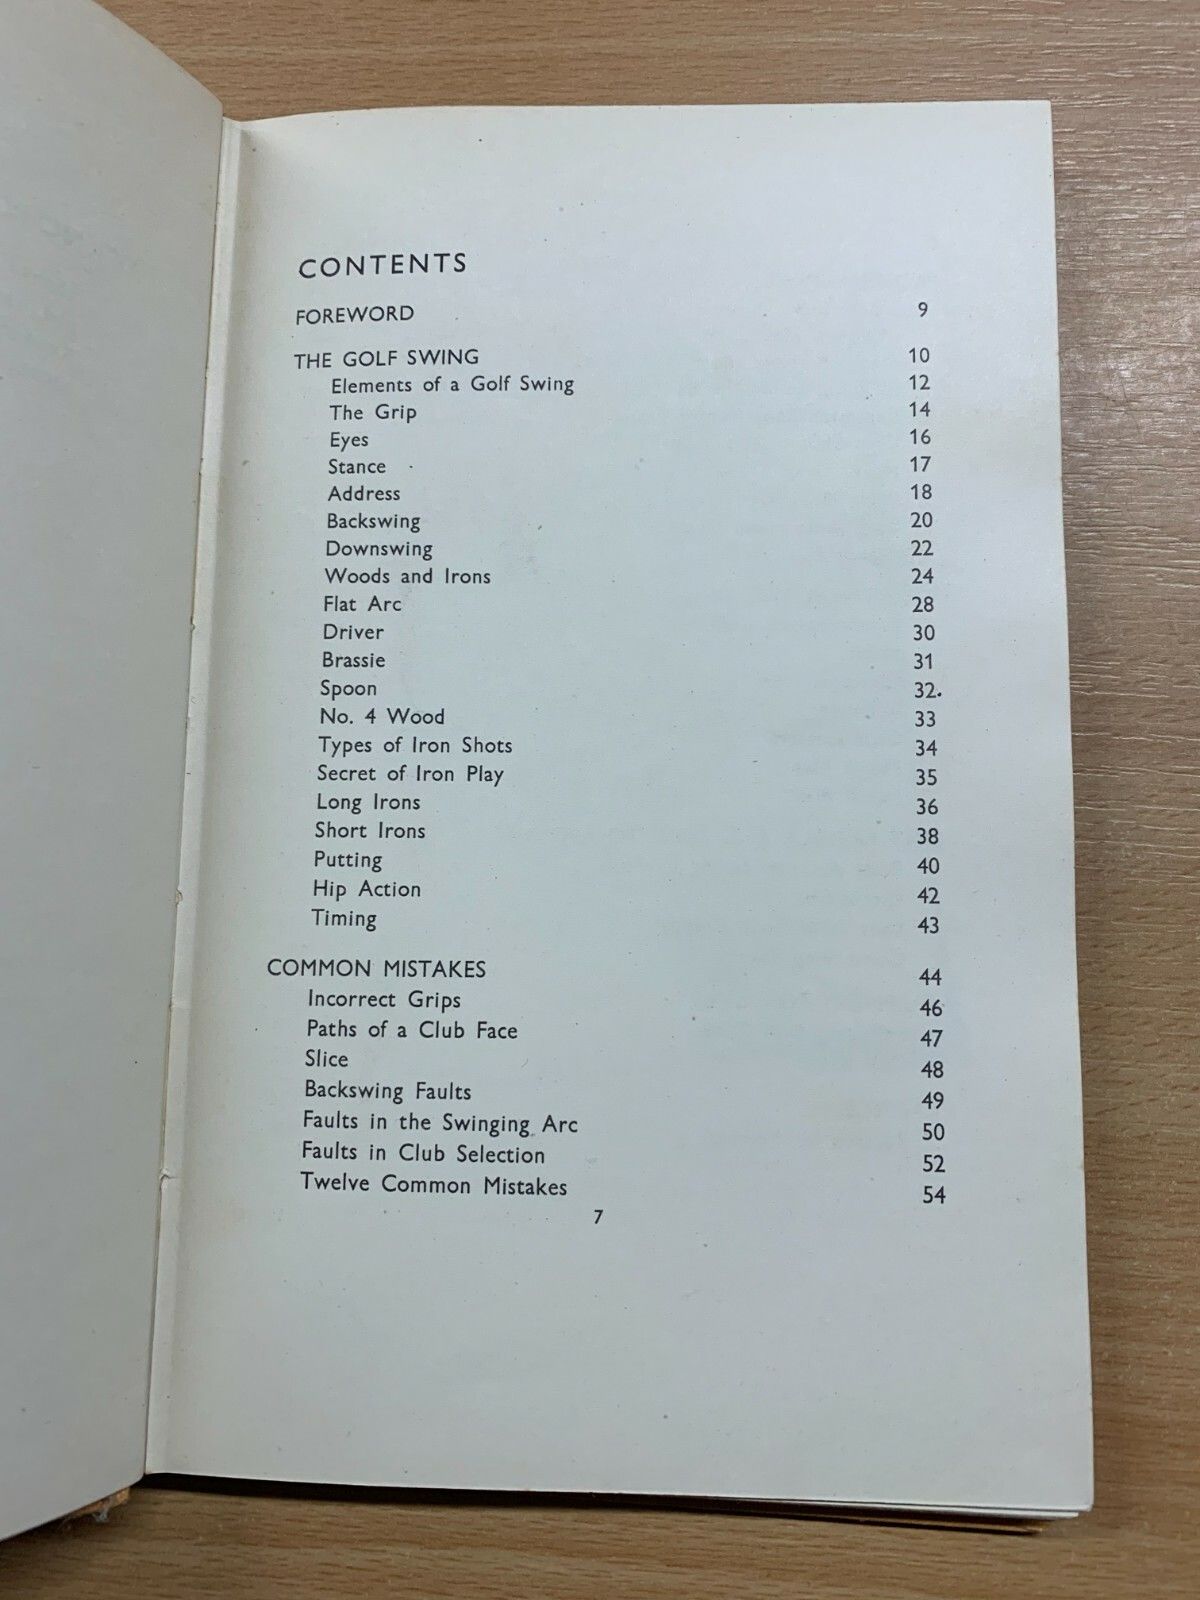 CONTENTS
FOREWORD 9
THE GOLF SWING 10
Elements of a Golf Swing 12
The Grip 14
Eyes 16
Stance 17
Address 18
Backswing 20
Downswing 22
Woods and Irons 24
Flat Arc 28
Driver 30
Brassie 31
Spoon 32.
No. 4 Wood 33
Types of Iron Shots 34
Secret of Iron Play 35
Long Irons 36
Short Irons 38
Putting 40
Hip Action 42
Timing 43
COMMON MISTAKES 44
Incorrect Grips 46
Paths of a Club Face 47
Slice 48
Backswing Faults 49
Faults in the Swinging Arc 50
Faults in Club Selection 52
Twelve Common Mistakes 54
7